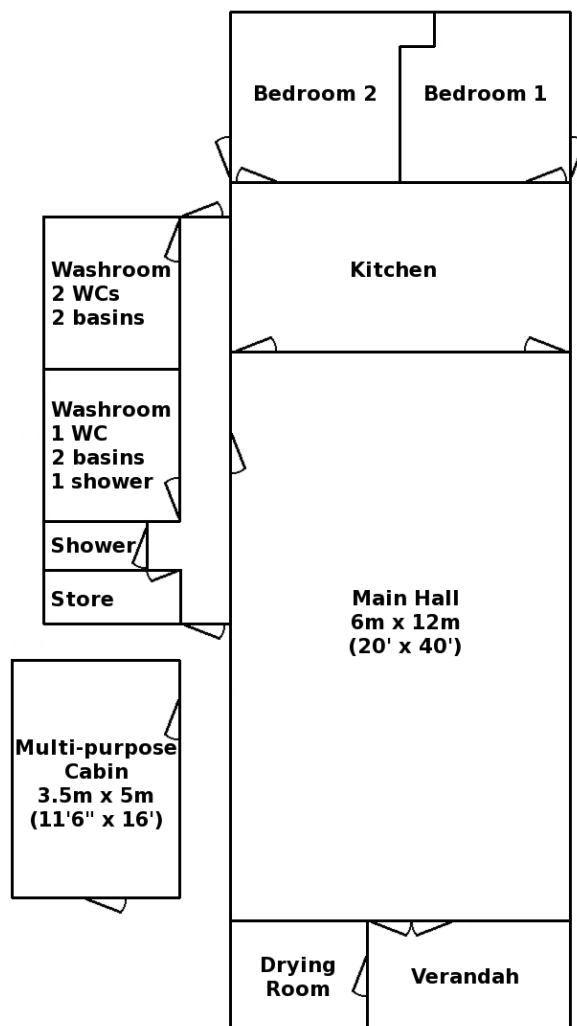 Bedroom 2
Bedroom 1
Kitchen
Washroom
2 WCs
2 basins
Washroom
1 WC
2 basins
1 shower
Shower
Store
Main Hall
6m x 12m
(20' x 40')
Multi-purpose
Cabin
3.5m x 5m
(11'6" x 16')
Drying
Room
Verandah